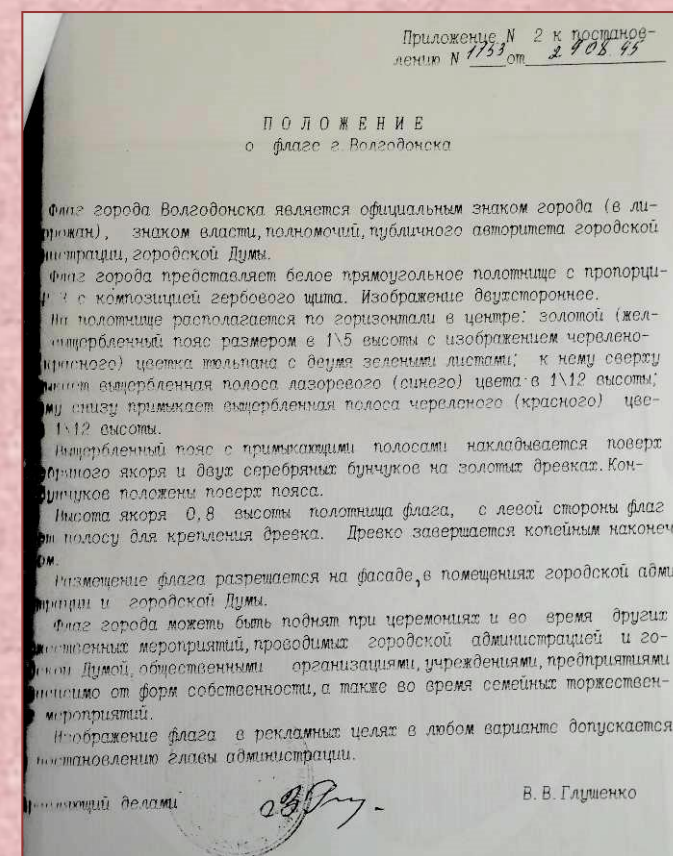 Приложение N 2 к постанов-
лению N 1753 от 29.08.95
П О Л О Ж Е Н И Е
о флаге г. Волгодонска
Флаг города Волгодонска является официальным знаком города (в ли-
), знаком власти, полномочий, публичного авторитета городской
городской Думы.
Флаг города представляет белое прямоугольное полотнище с пропорци-
с композицией гербового щита. Изображение двухстороннее.
На полотнище располагается по горизонтали в центре: золотой (жел-
пояс размером в 1\5 высоты с изображением червлено-
цветка тюльпана с двумя зелеными листами; к нему сверху
выщербленная полоса лазоревого (синего) цвета в 1\12 высоты;
снизу примыкает выщербленная полоса червленого (красного) цве-
1\12 высоты.
Выщербленный пояс с примыкающими полосами накладывается поверх
якоря и двух серебряных бунчуков на золотых древках. Кон-
бунчуков положены поверх пояса.
Высота якоря 0,8 высоты полотнища флага, с левой стороны флаг
полосу для крепления древка. Древко завершается копейным наконеч
ом.
Размещение флага разрешается на фасаде, в помещениях городской адми
и городской Думы.
Флаг города можеть быть поднят при церемониях и во время других
мероприятий, проводимых городской администрацией и го-
Думой, общественными организациями, учреждениями, предприятиями
от форм собственности, а также во время семейных торжествен-
мероприятий.
Изображение флага в рекламных целях в любом варианте допускается
постановлению главы администрации.
делами В. В. Глушенко